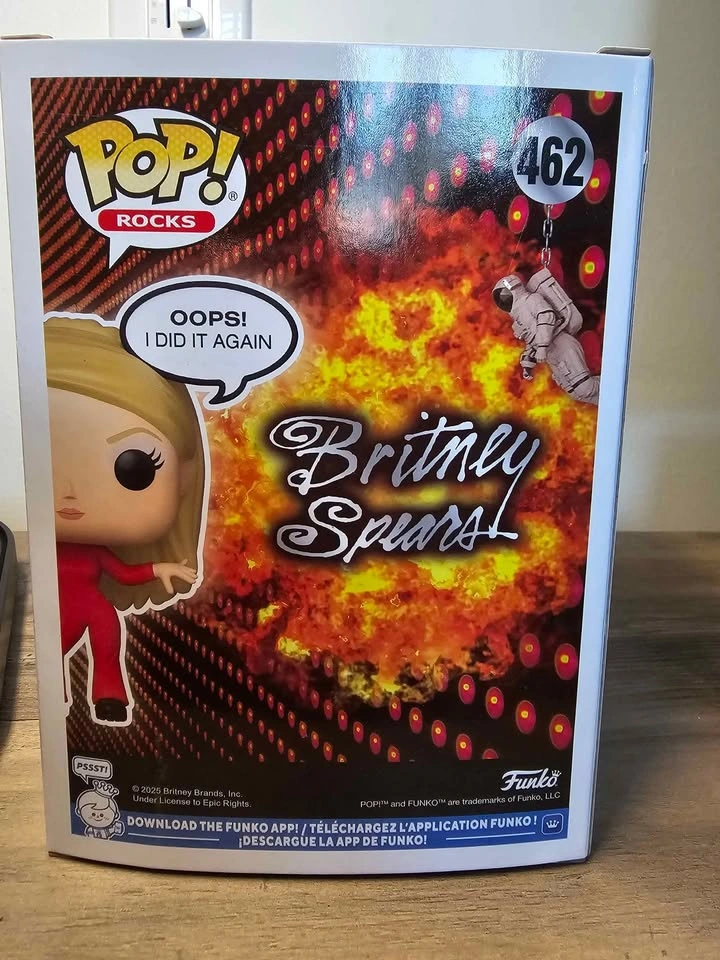 POP!®
ROCKS
462
OOPS!
I DID IT AGAIN
Britney
Spears
PSSST!
© 2025 Britney Brands, Inc.
Under License to Epic Rights.
Funko
POP!™ and FUNKO™ are trademarks of Funko, LLC
DOWNLOAD THE FUNKO APP! / TÉLÉCHARGEZ L'APPLICATION FUNKO !
¡DESCARGUE LA APP DE FUNKO!